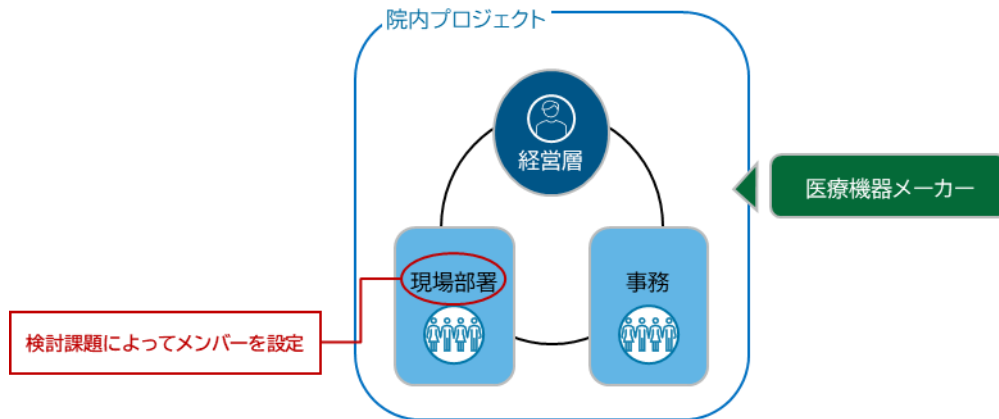 院内プロジェクト
経営層
医療機器メーカー
現場部署
事務
検討課題によってメンバーを設定